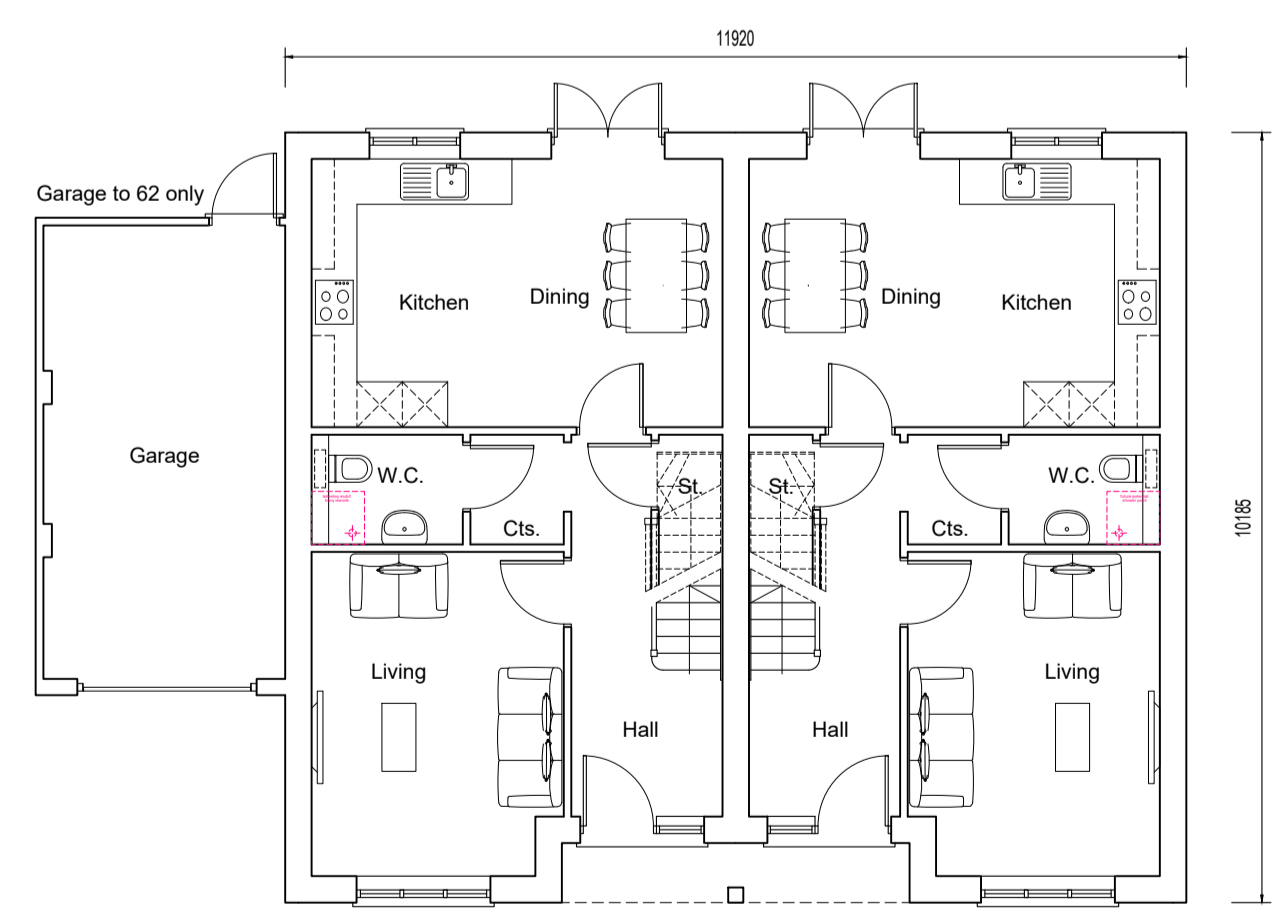 11920
Garage to 62 only
Kitchen
Dining
Dining
Kitchen
Garage
W.C.
St.
St.
W.C.
Cts.
Cts.
10185
Living
Living
Hall
Hall